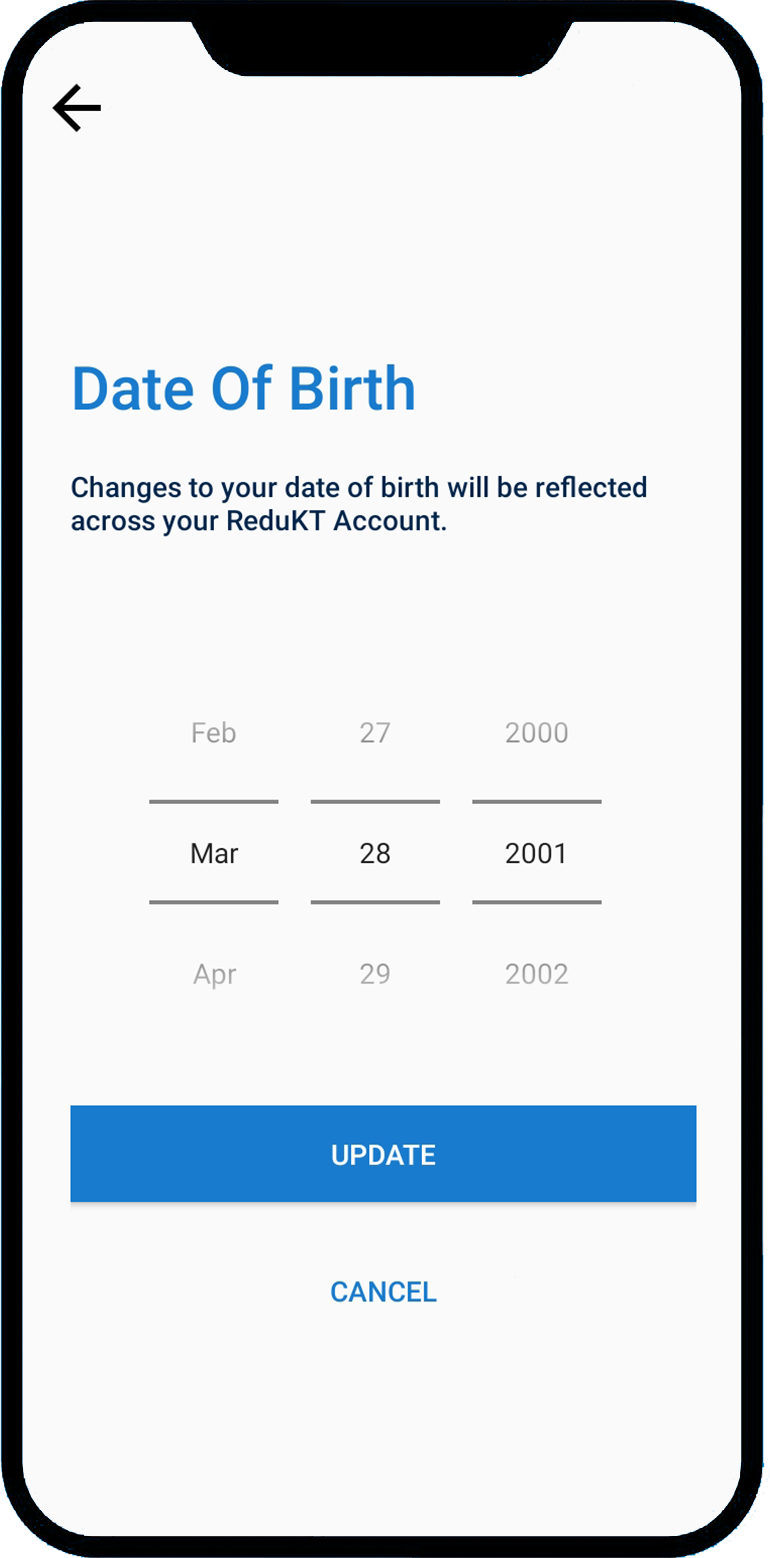 Date Of Birth
Changes to your date of birth will be reflected
across your ReduKT Account.
Feb 27 2000
Mar 28 2001
Apr 29 2002
UPDATE
CANCEL